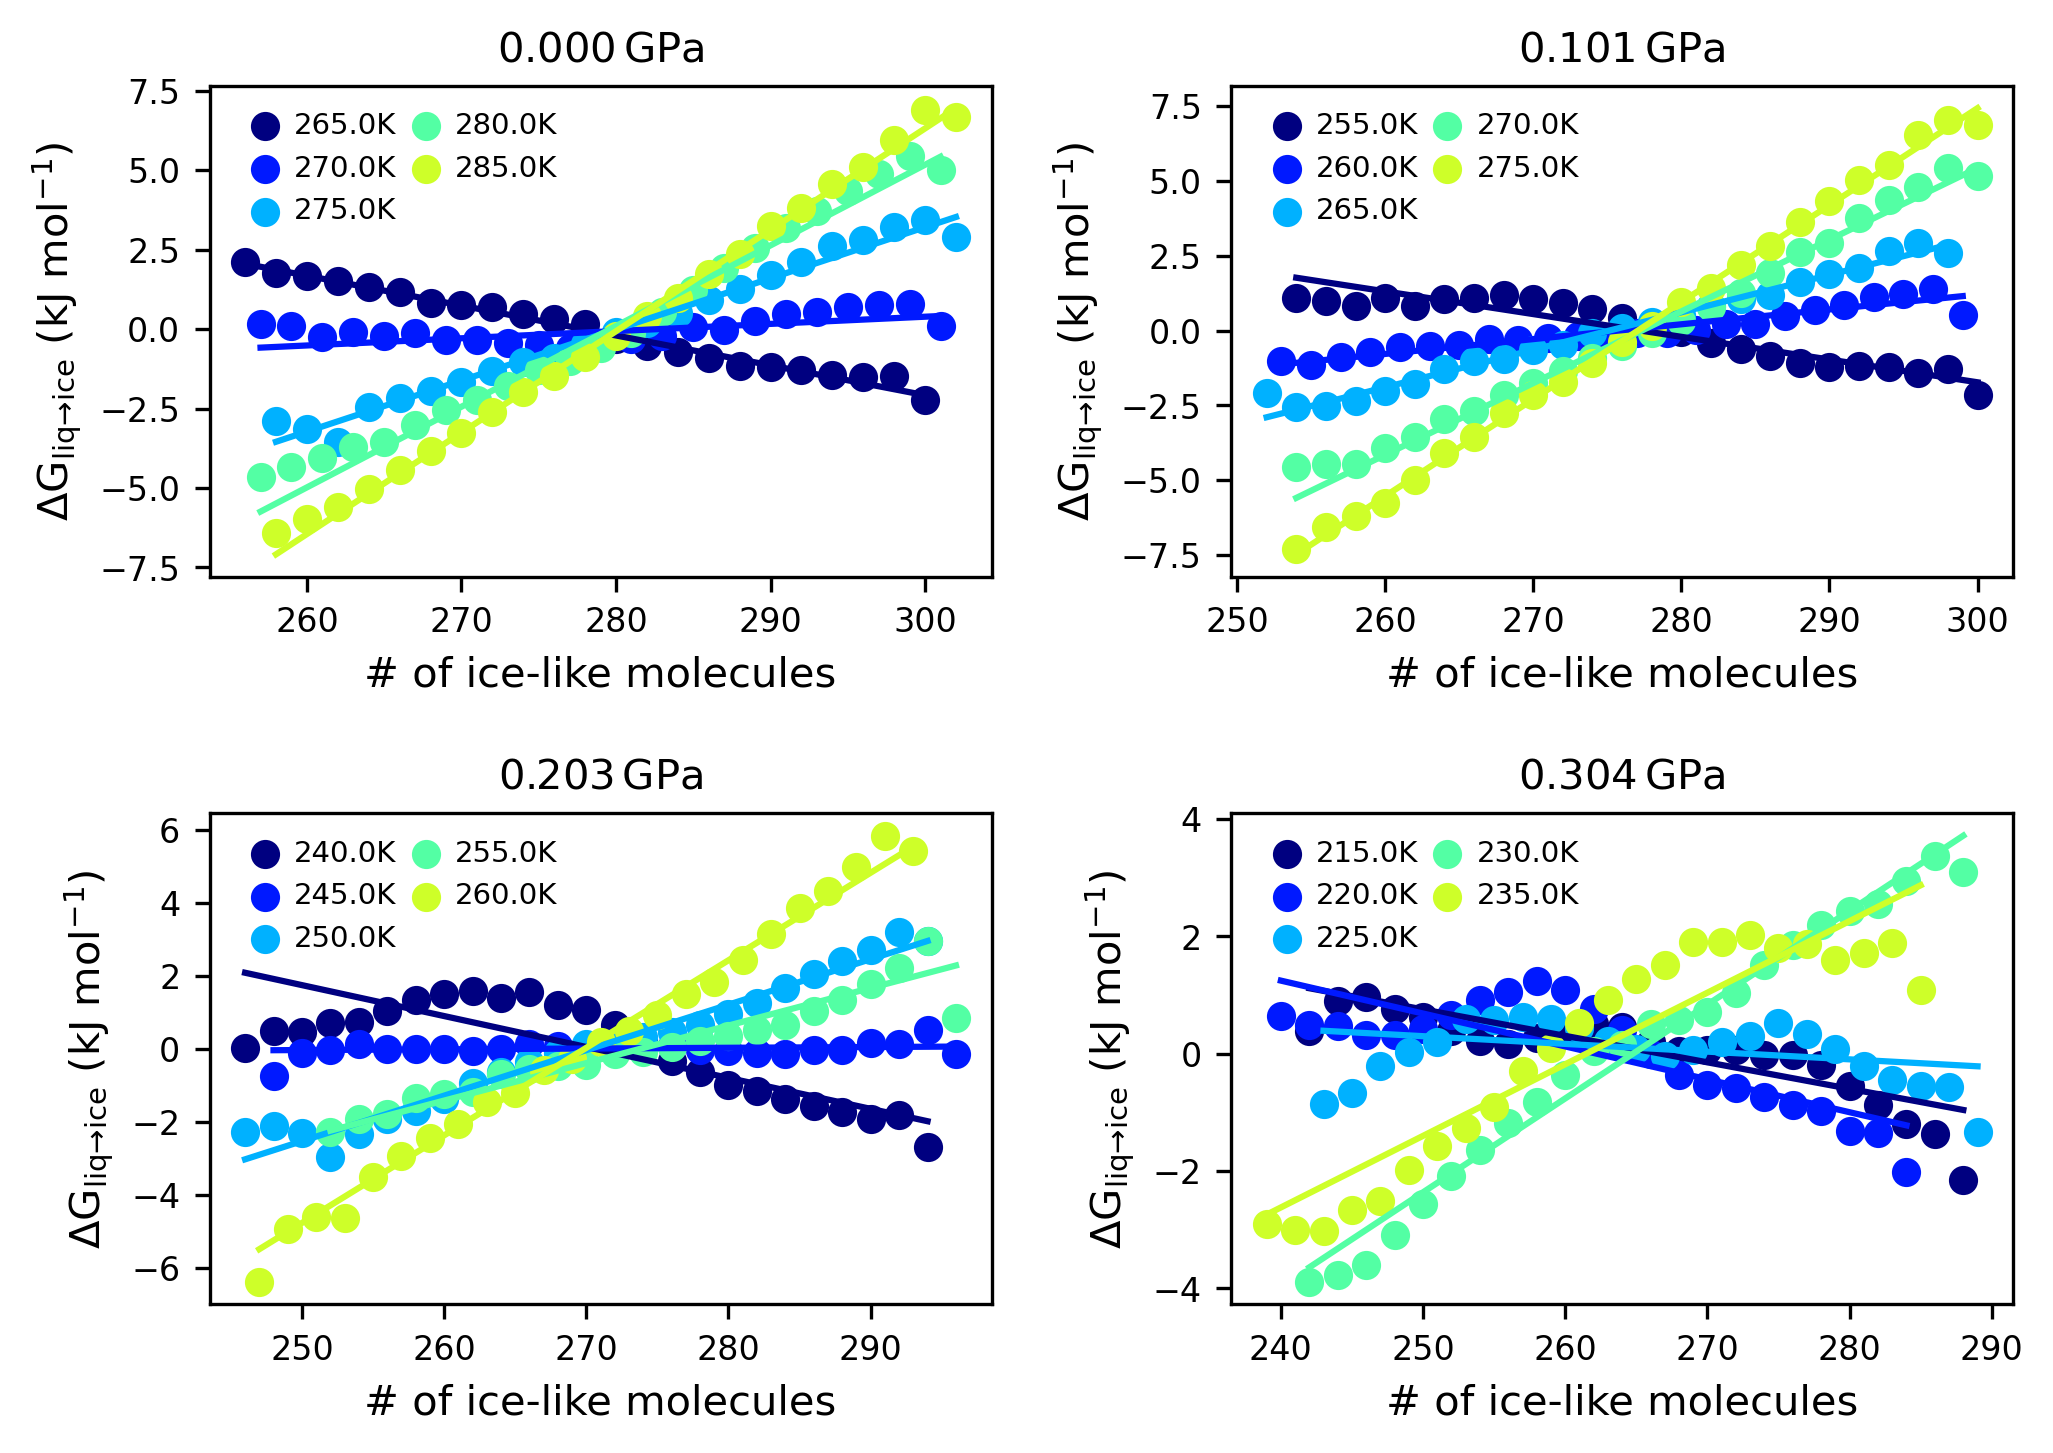 0.000 GPa
7.5
5.0
2.5
0.0
−2.5
−5.0
−7.5
ΔG_liq→ice (kJ mol⁻¹)
265.0K 280.0K
270.0K 285.0K
275.0K
260 270 280 290 300
# of ice-like molecules
0.101 GPa
7.5
5.0
2.5
0.0
−2.5
−5.0
−7.5
ΔG_liq→ice (kJ mol⁻¹)
255.0K 270.0K
260.0K 275.0K
265.0K
250 260 270 280 290 300
# of ice-like molecules
0.203 GPa
6
4
2
0
−2
−4
−6
ΔG_liq→ice (kJ mol⁻¹)
240.0K 255.0K
245.0K 260.0K
250.0K
250 260 270 280 290
# of ice-like molecules
0.304 GPa
4
2
0
−2
−4
ΔG_liq→ice (kJ mol⁻¹)
215.0K 230.0K
220.0K 235.0K
225.0K
240 250 260 270 280 290
# of ice-like molecules